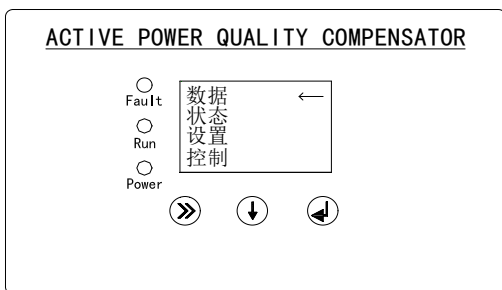 ACTIVE POWER QUALITY COMPENSATOR
Fault
Run
Power
数据 ←
状态
设置
控制